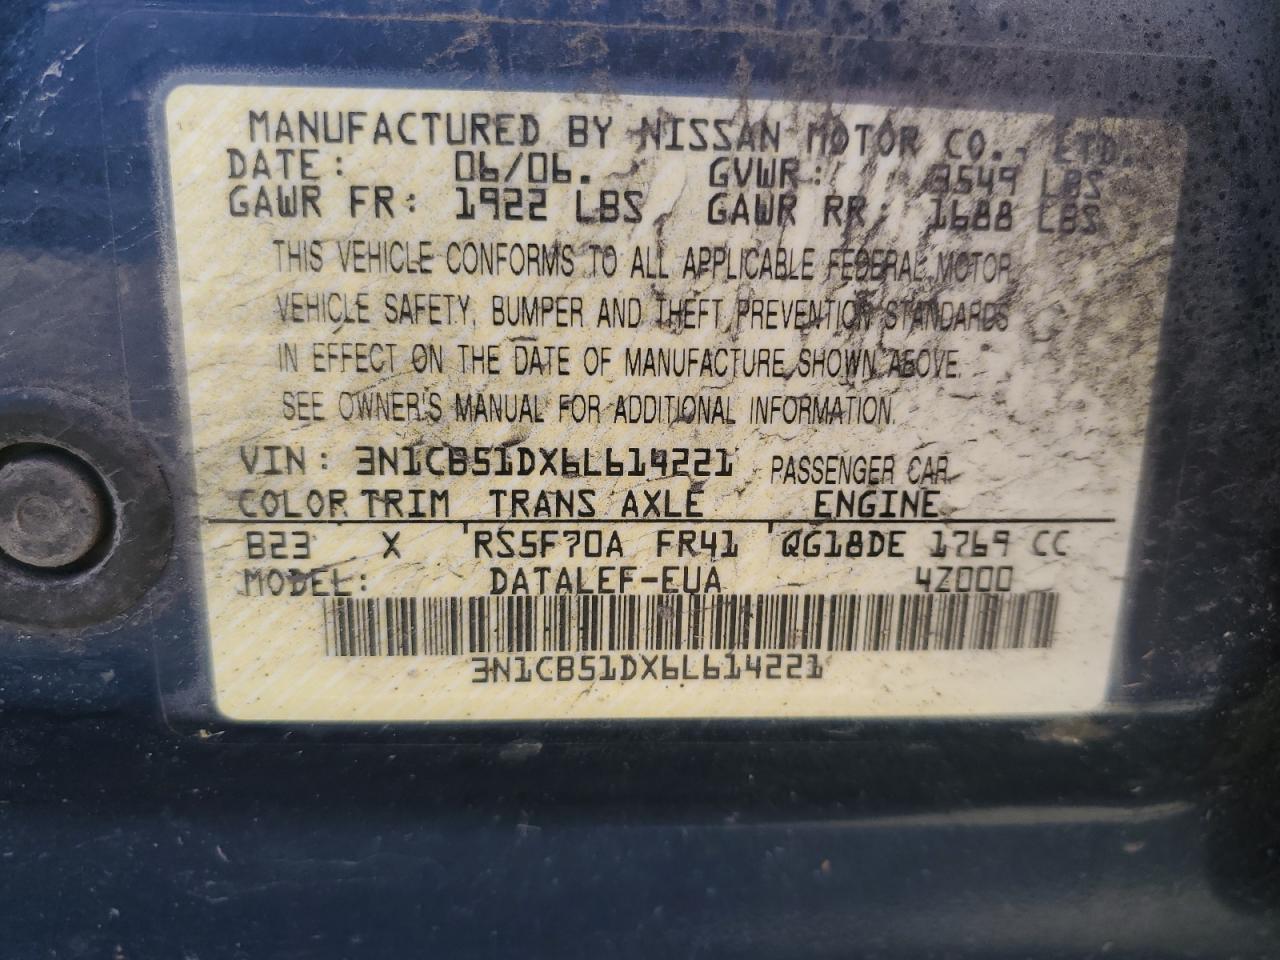 MANUFACTURED BY NISSAN MOTOR CO., LTD.
DATE: 06/06. GVWR: 3549 LBS
GAWR FR: 1922 LBS GAWR RR: 1688 LBS
THIS VEHICLE CONFORMS TO ALL APPLICABLE FEDERAL MOTOR
VEHICLE SAFETY, BUMPER AND THEFT PREVENTION STANDARDS
IN EFFECT ON THE DATE OF MANUFACTURE SHOWN ABOVE.
SEE OWNER'S MANUAL FOR ADDITIONAL INFORMATION.
VIN: 3N1CB51DX6L614221 PASSENGER CAR
COLOR TRIM TRANS AXLE ENGINE
B23 X RS5F70A FR41 QG18DE 1769 CC
MODEL: DATALEF-EUA 4Z000
3N1CB51DX6L614221